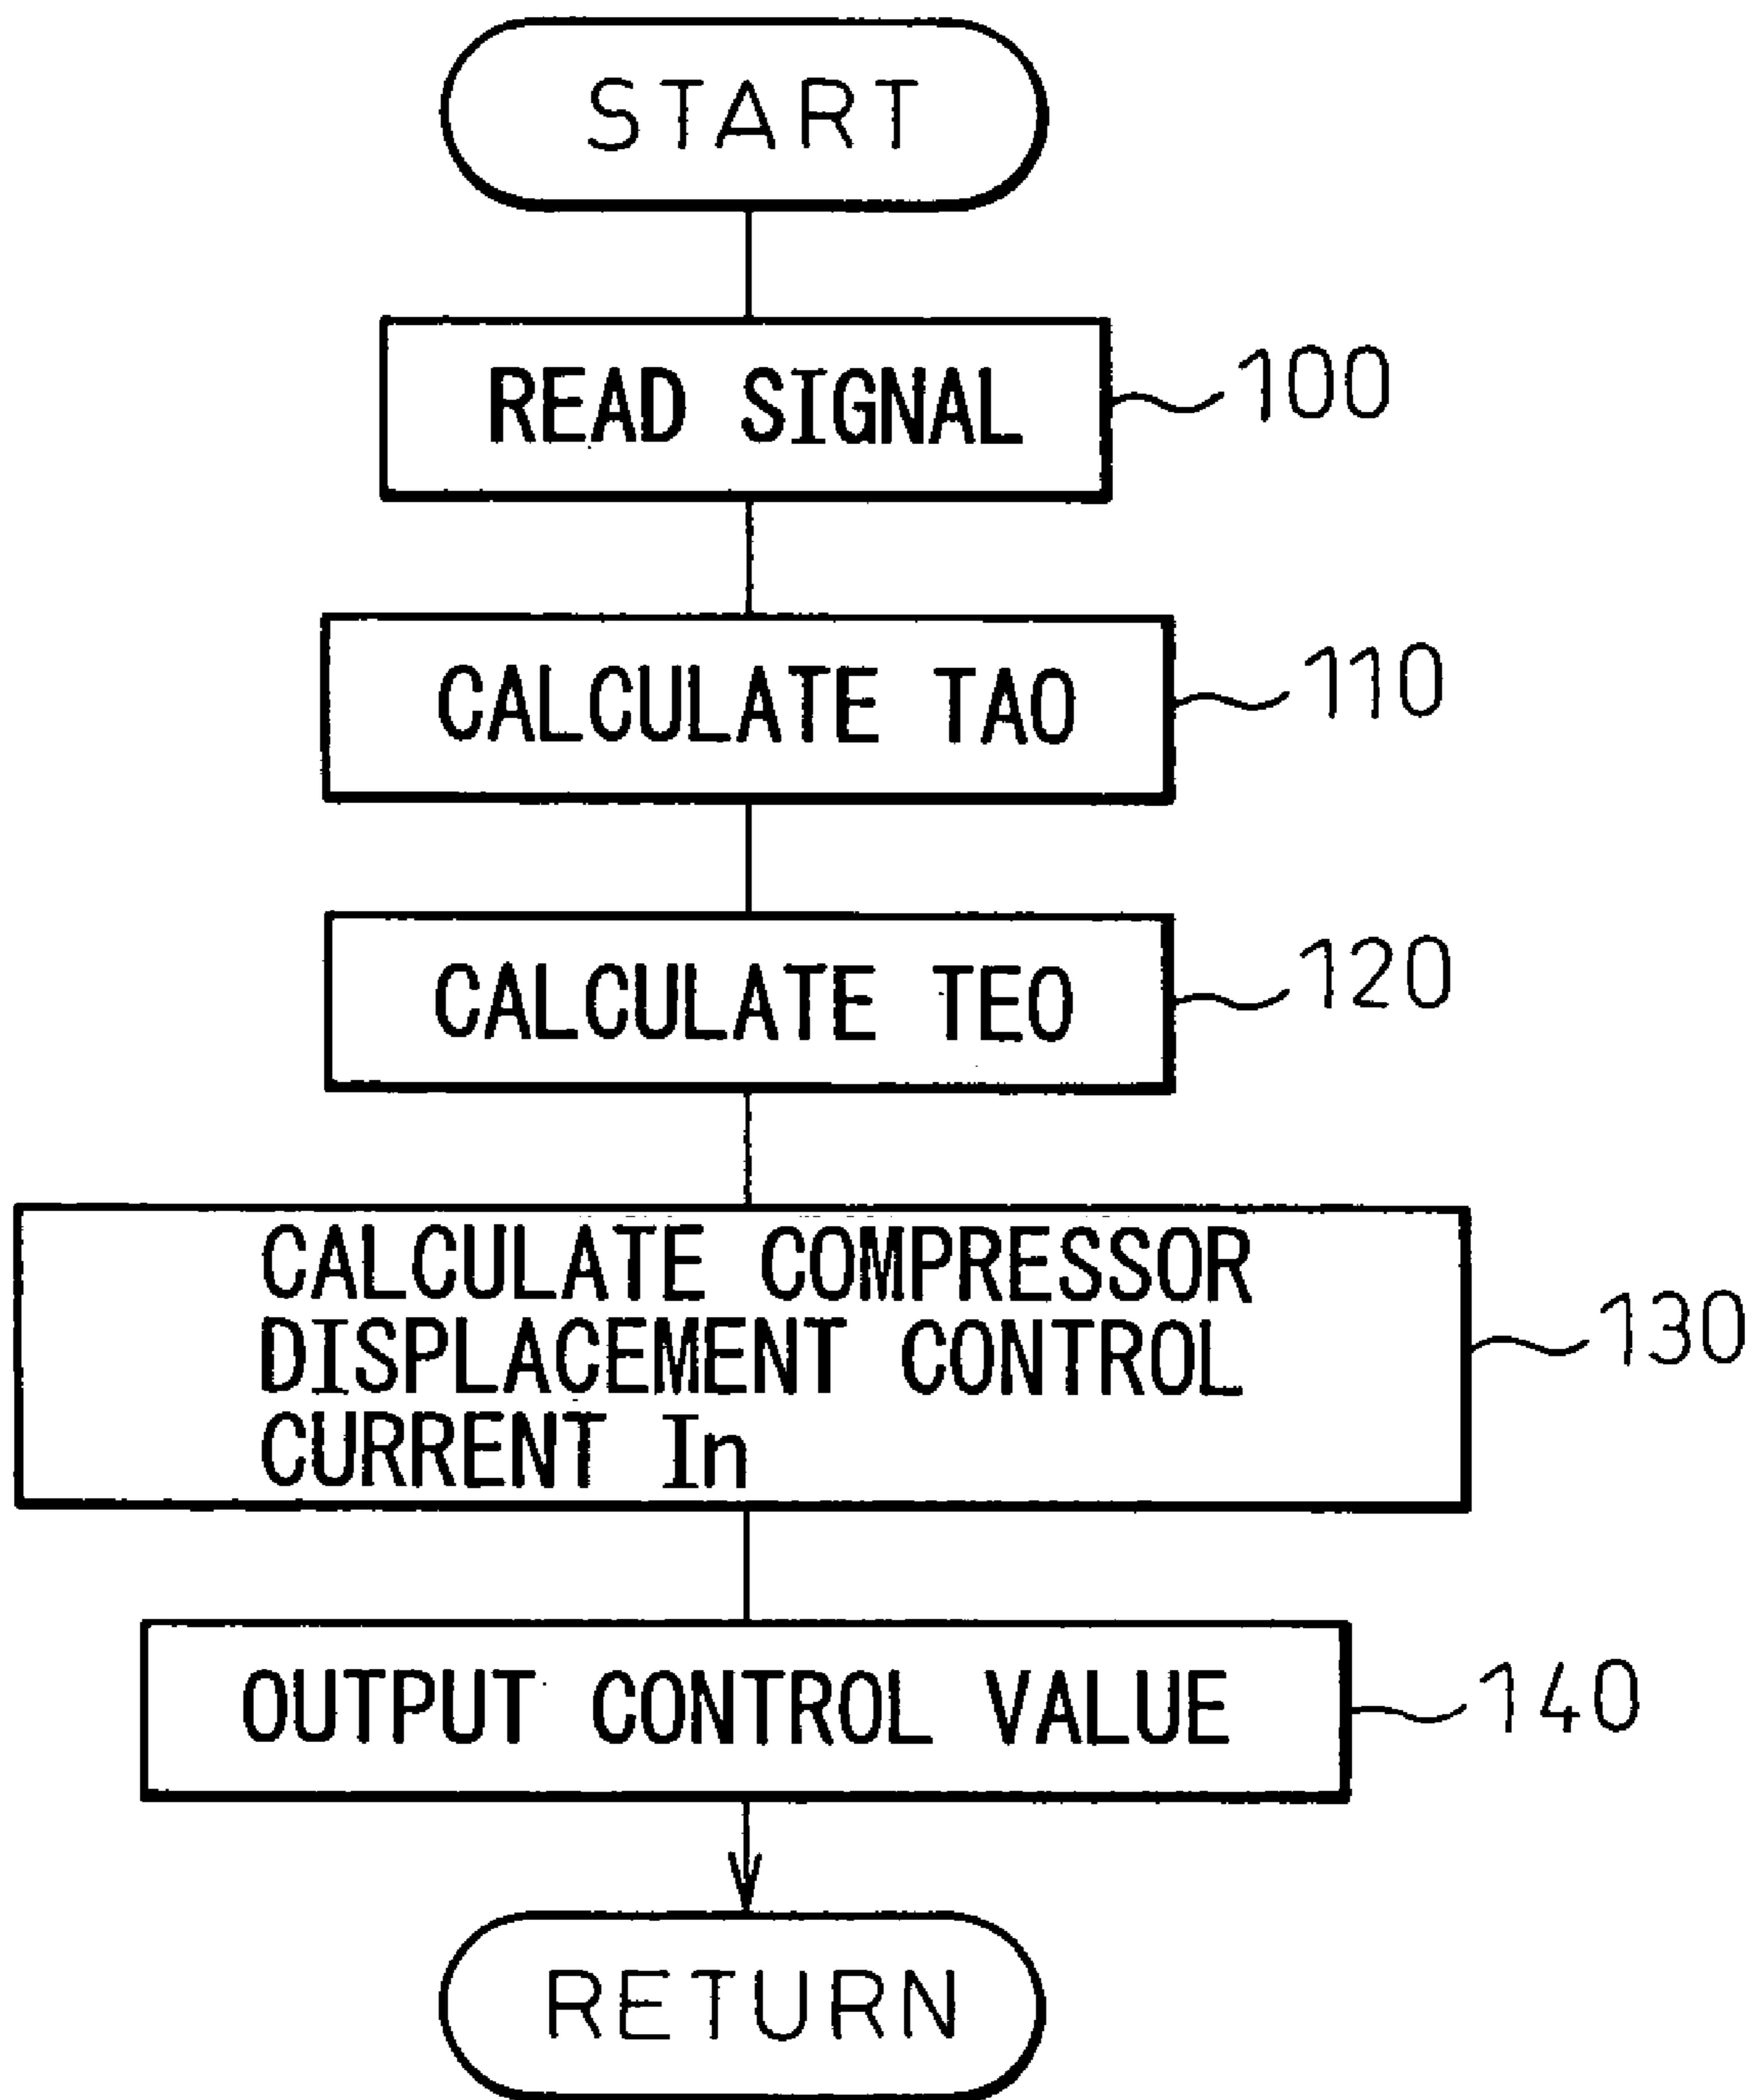 START
READ SIGNAL
100
CALCULATE TAO
110
CALCULATE TEO
120
CALCULATE COMPRESSOR
DISPLACEMENT CONTROL
CURRENT In
130
OUTPUT CONTROL VALUE
140
RETURN